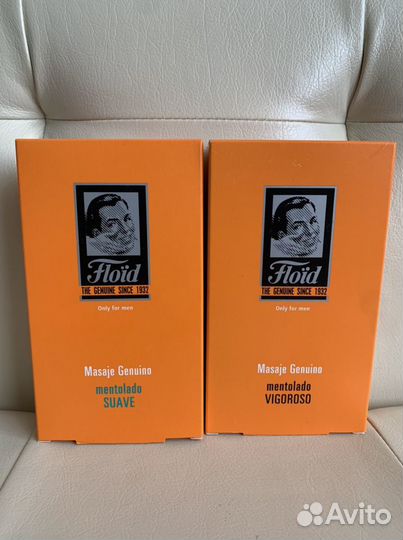 Floïd
THE GENUINE SINCE 1932
Only for men
Masaje Genuino
mentolado
SUAVE
Floïd
THE GENUINE SINCE 1932
Only for men
Masaje Genuino
mentolado
VIGOROSO
Avito